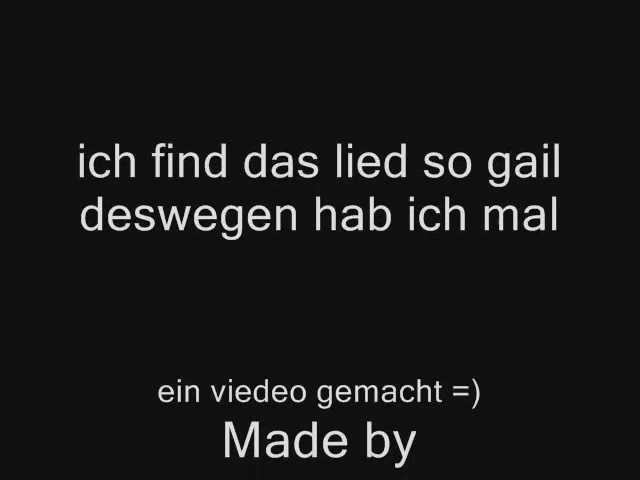 ich find das lied so gail
deswegen hab ich mal
ein viedeo gemacht =)
Made by